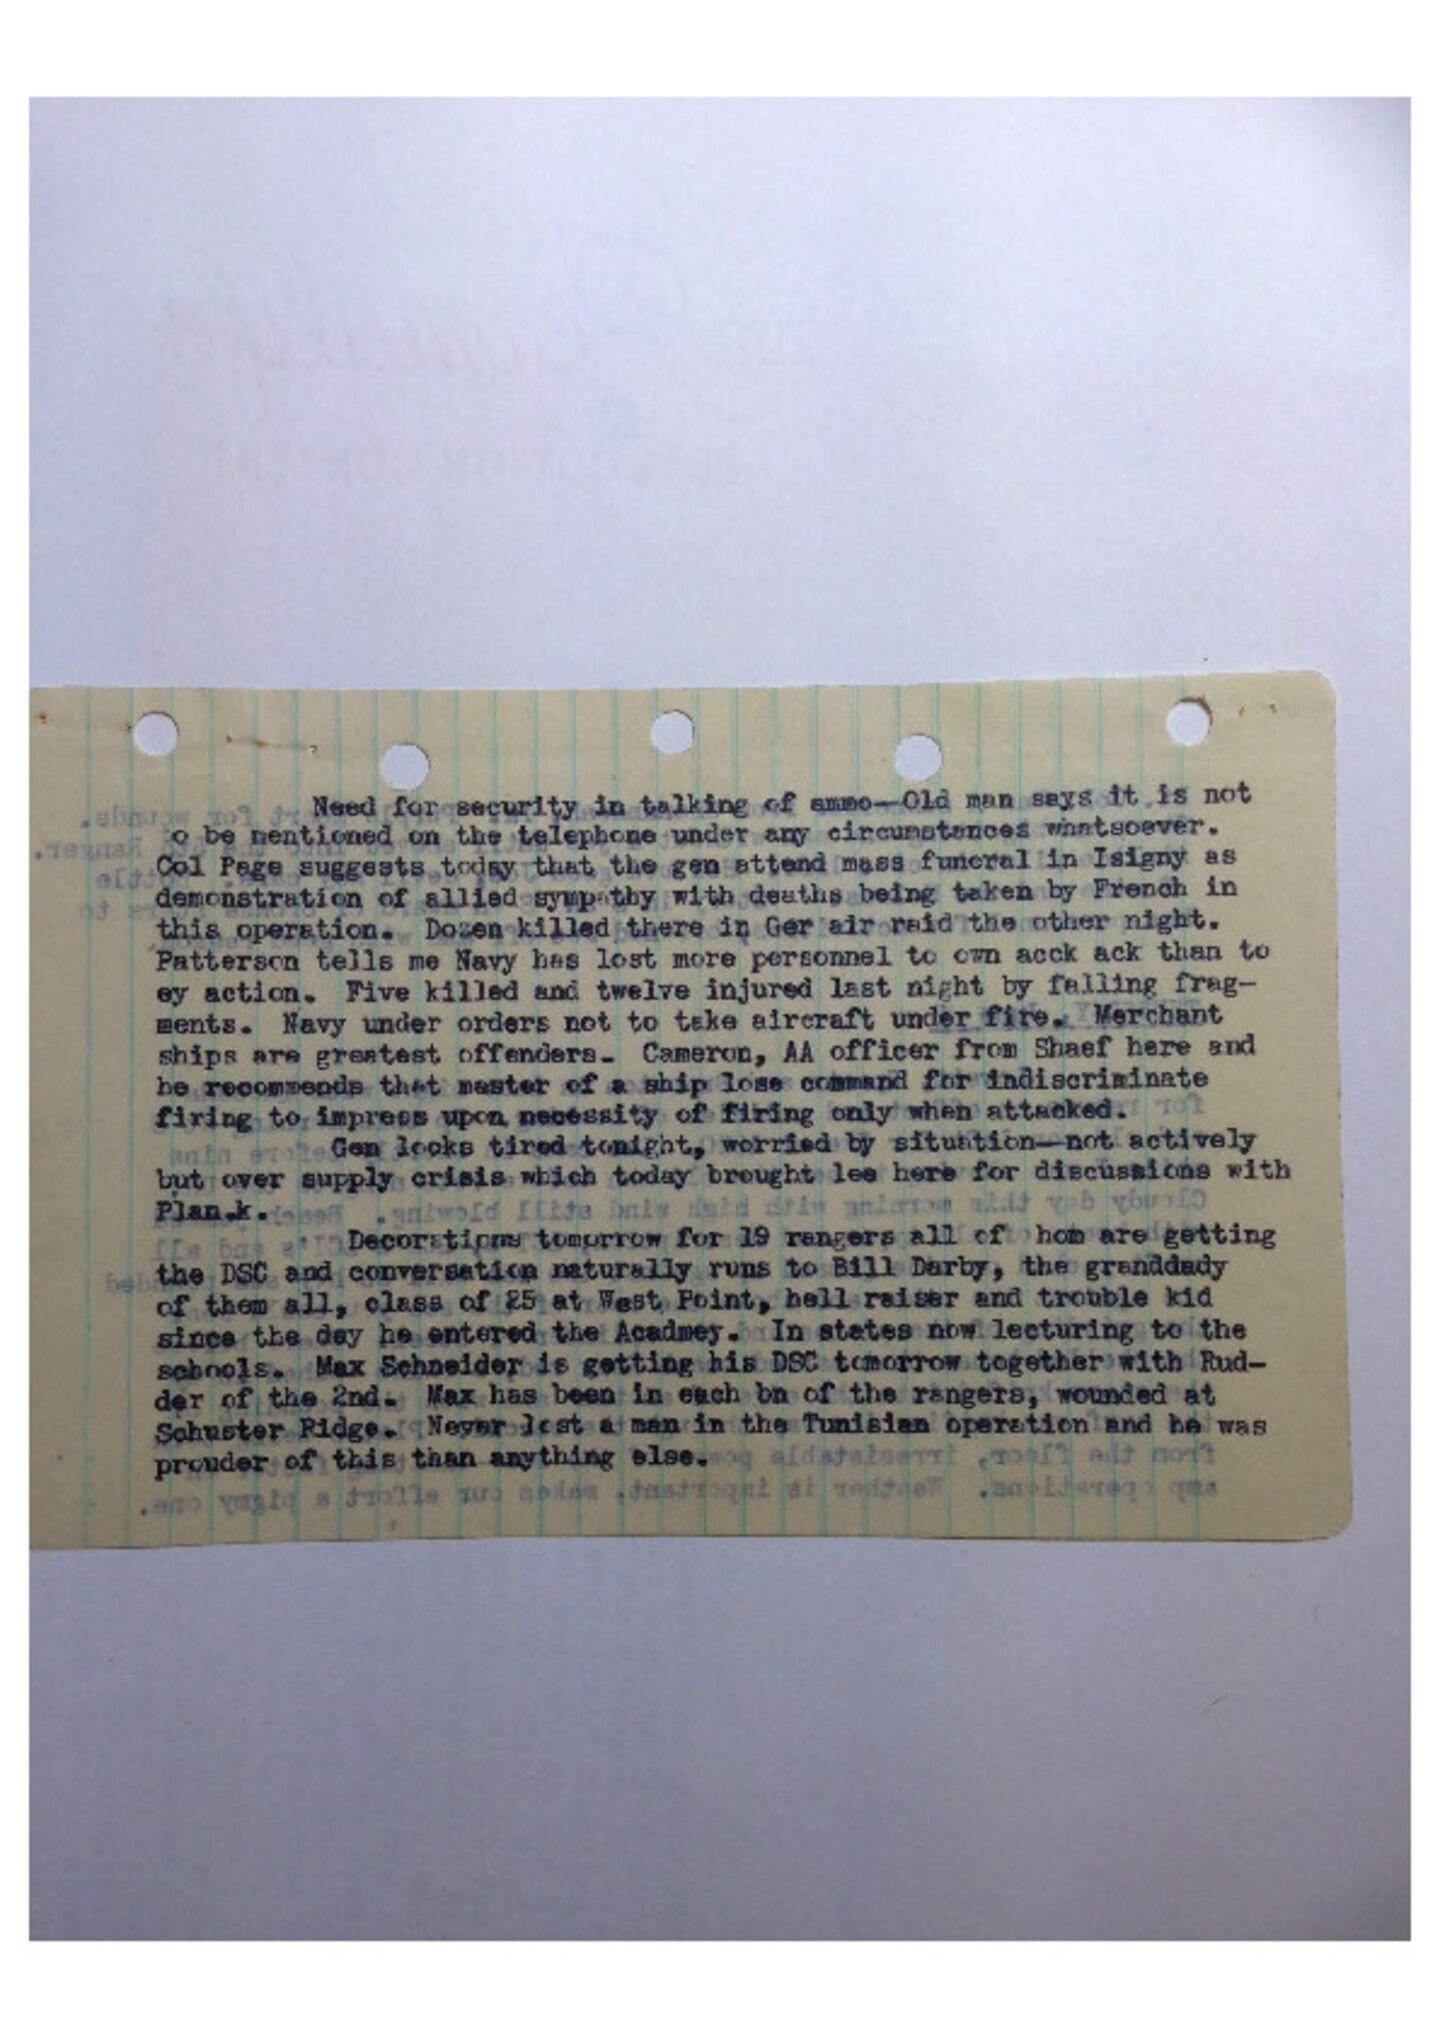 Need for security in talking of ammo—Old man says it is not
o be mentioned on the telephone under any circumstances whatsoever.
Col Page suggests today that the gen attend mass funeral in Isigny as
demonstration of allied sympathy with deaths being taken by French in
this operation. Dozen killed there in Ger air raid the other night.
Patterson tells me Navy has lost more personnel to own acck ack than to
ey action. Five killed and twelve injured last night by falling frag-
ments. Navy under orders not to take aircraft under fire. Merchant
ships are greatest offenders. Cameron, AA officer from Shaef here and
he recommends that master of a ship lose command for indiscriminate
firing to impress upon necessity of firing only when attacked.
Gen looks tired tonight, worried by situation—not actively
but over supply crisis which today brought lee here for discussions with
Plan.k.
Decorations tomorrow for 19 rangers all of hom are getting
the DSC and conversation naturally runs to Bill Darby, the granddady
of them all, class of 25 at West Point, hell raiser and trouble kid
since the day he entered the Acadmey. In states now lecturing to the
schools. Max Schneider is getting his DSC tomorrow together with Rud-
der of the 2nd. Max has been in each bn of the rangers, wounded at
Schuster Ridge. Never lost a man in the Tunisian operation and he was
prouder of this than anything else.